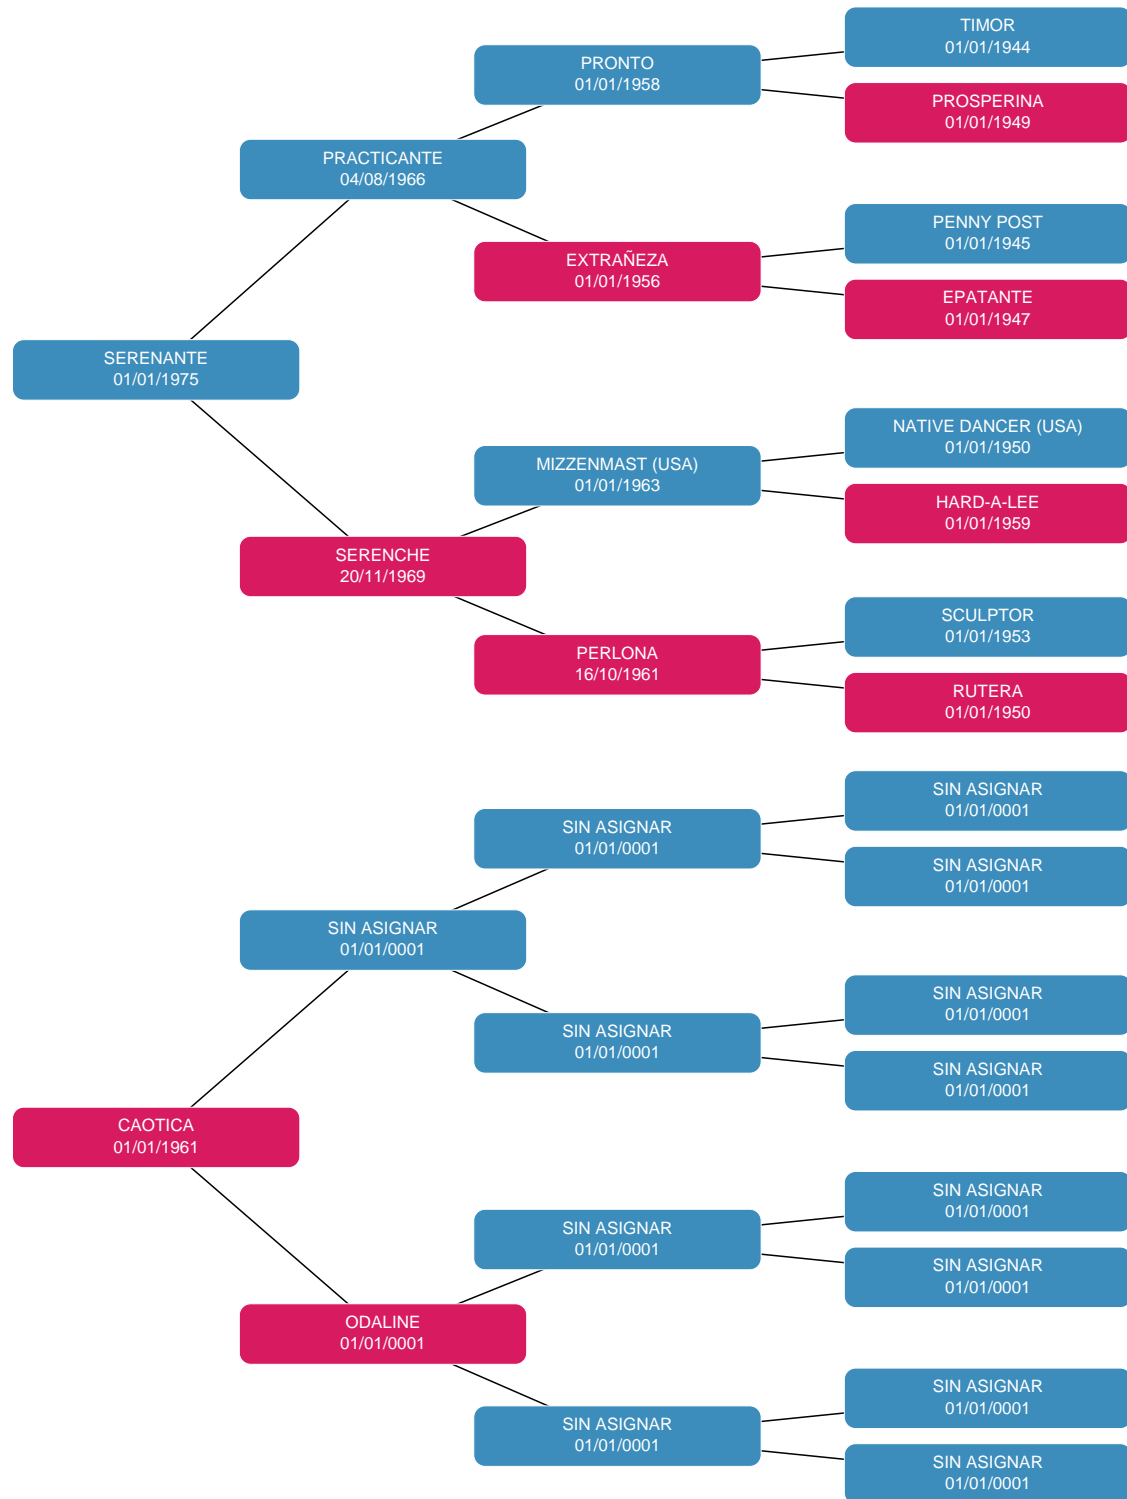 TIMOR
01/01/1944
PRONTO
01/01/1958
PROSPERINA
01/01/1949
PRACTICANTE
04/08/1966
PENNY POST
01/01/1945
EXTRAÑEZA
01/01/1956
EPATANTE
01/01/1947
SERENANTE
01/01/1975
NATIVE DANCER (USA)
01/01/1950
MIZZENMAST (USA)
01/01/1963
HARD-A-LEE
01/01/1959
SERENCHE
20/11/1969
SCULPTOR
01/01/1953
PERLONA
16/10/1961
RUTERA
01/01/1950
SIN ASIGNAR
01/01/0001
SIN ASIGNAR
01/01/0001
SIN ASIGNAR
01/01/0001
SIN ASIGNAR
01/01/0001
SIN ASIGNAR
01/01/0001
SIN ASIGNAR
01/01/0001
SIN ASIGNAR
01/01/0001
CAOTICA
01/01/1961
SIN ASIGNAR
01/01/0001
SIN ASIGNAR
01/01/0001
SIN ASIGNAR
01/01/0001
ODALINE
01/01/0001
SIN ASIGNAR
01/01/0001
SIN ASIGNAR
01/01/0001
SIN ASIGNAR
01/01/0001